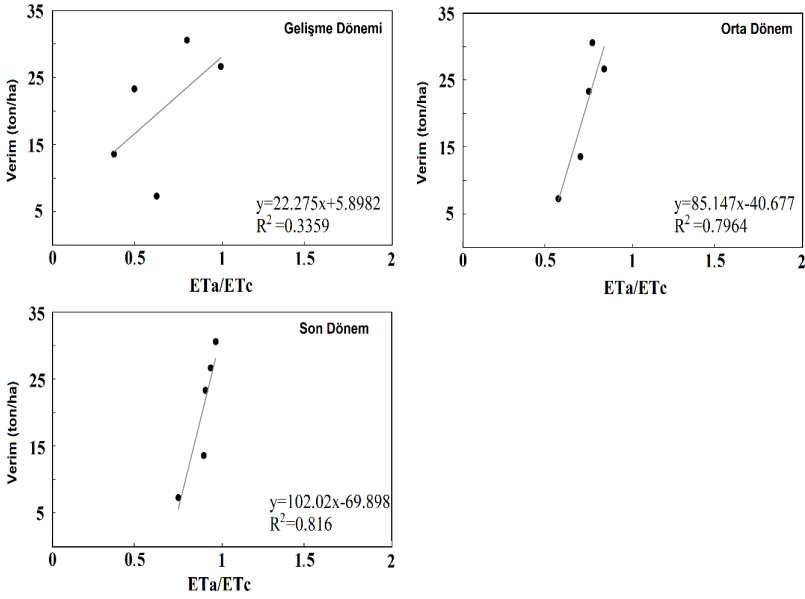 Gelişme Dönemi
35
25
15
5
Verim (ton/ha)
y=22.275x+5.8982
R² =0.3359
0 0.5 1 1.5 2
ETa/ETc
Orta Dönem
35
25
15
5
Verim (ton/ha)
y=85.147x-40.677
R² =0.7964
0 0.5 1 1.5 2
ETa/ETc
Son Dönem
35
25
15
5
Verim (ton/ha)
y=102.02x-69.898
R²=0.816
0 0.5 1 1.5 2
ETa/ETc